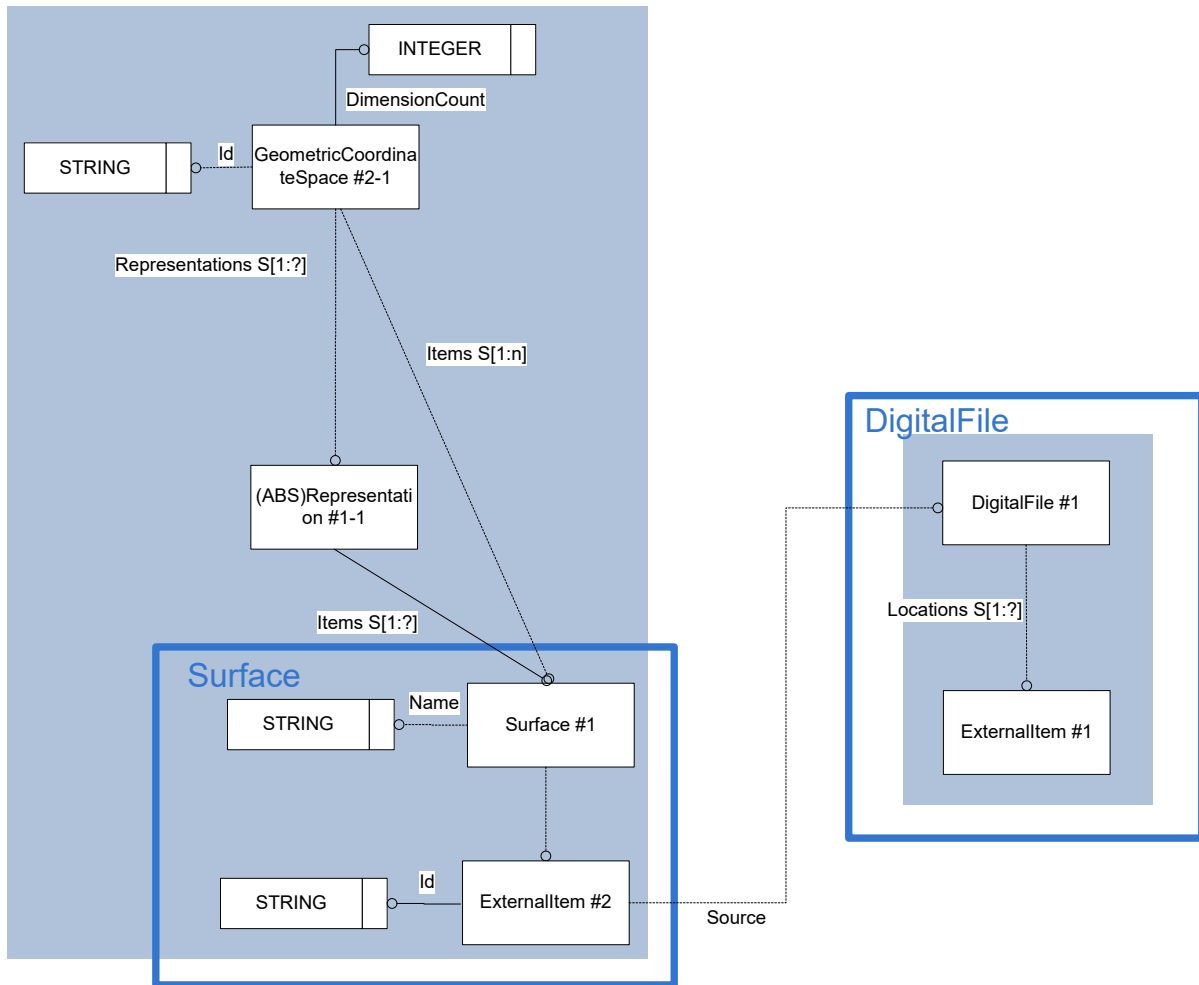 INTEGER
DimensionCount
STRING
Id
GeometricCoordina
teSpace #2-1
Representations S[1:?]
Items S[1:n]
(ABS)Representati
on #1-1
Items S[1:?]
Surface
STRING
Name
Surface #1
STRING
Id
ExternalItem #2
Source
DigitalFile
DigitalFile #1
Locations S[1:?]
ExternalItem #1